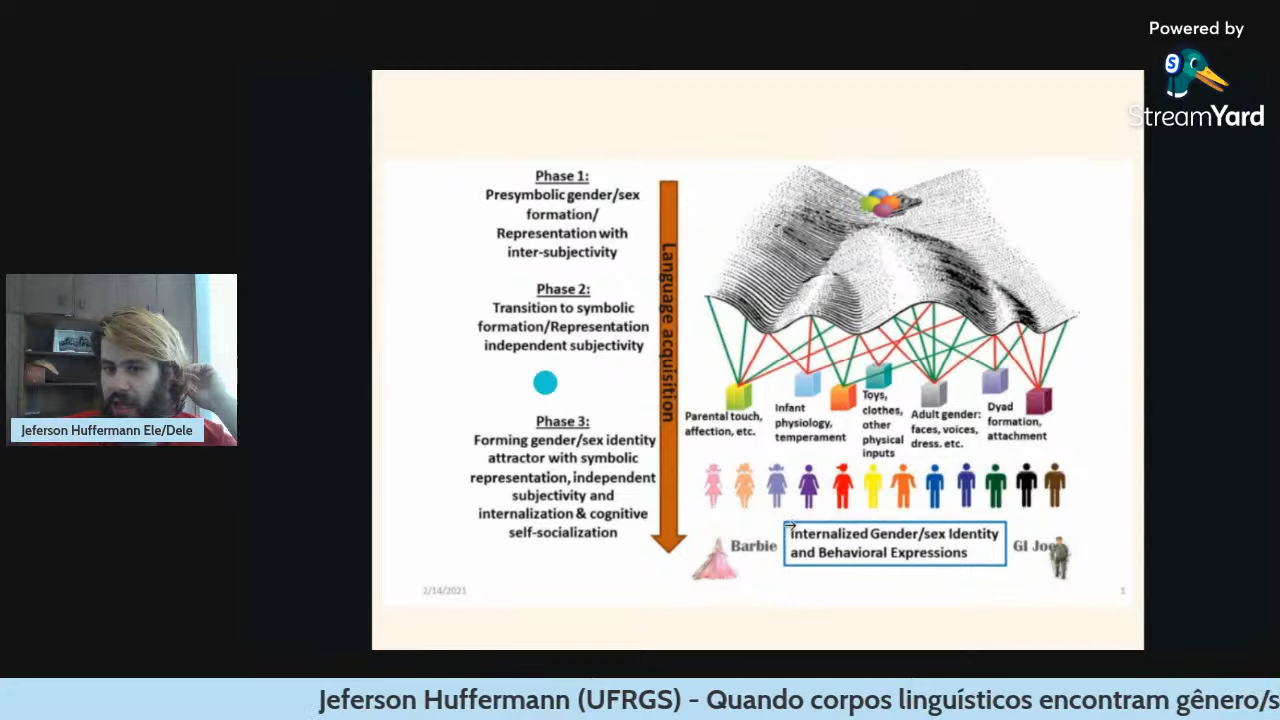 Powered by
StreamYard
Phase 1:
Presymbolic gender/sex
formation/
Representation with
inter-subjectivity
Phase 2:
Transition to symbolic
formation/Representation
independent subjectivity
Phase 3:
Forming gender/sex identity
attractor with symbolic
representation, independent
subjectivity and
internalization & cognitive
self-socialization
Language acquisition
Parental touch,
affection, etc.
Infant
physiology,
temperament
Toys,
clothes,
other
physical
inputs
Adult gender:
faces, voices,
dress, etc.
Dyad
formation,
attachment
Barbie
Internalized Gender/sex Identity
and Behavioral Expressions
GI Joe
2/14/2021
1
Jeferson Huffermann Ele/Dele
Jeferson Huffermann (UFRGS) - Quando corpos linguísticos encontram gênero/s